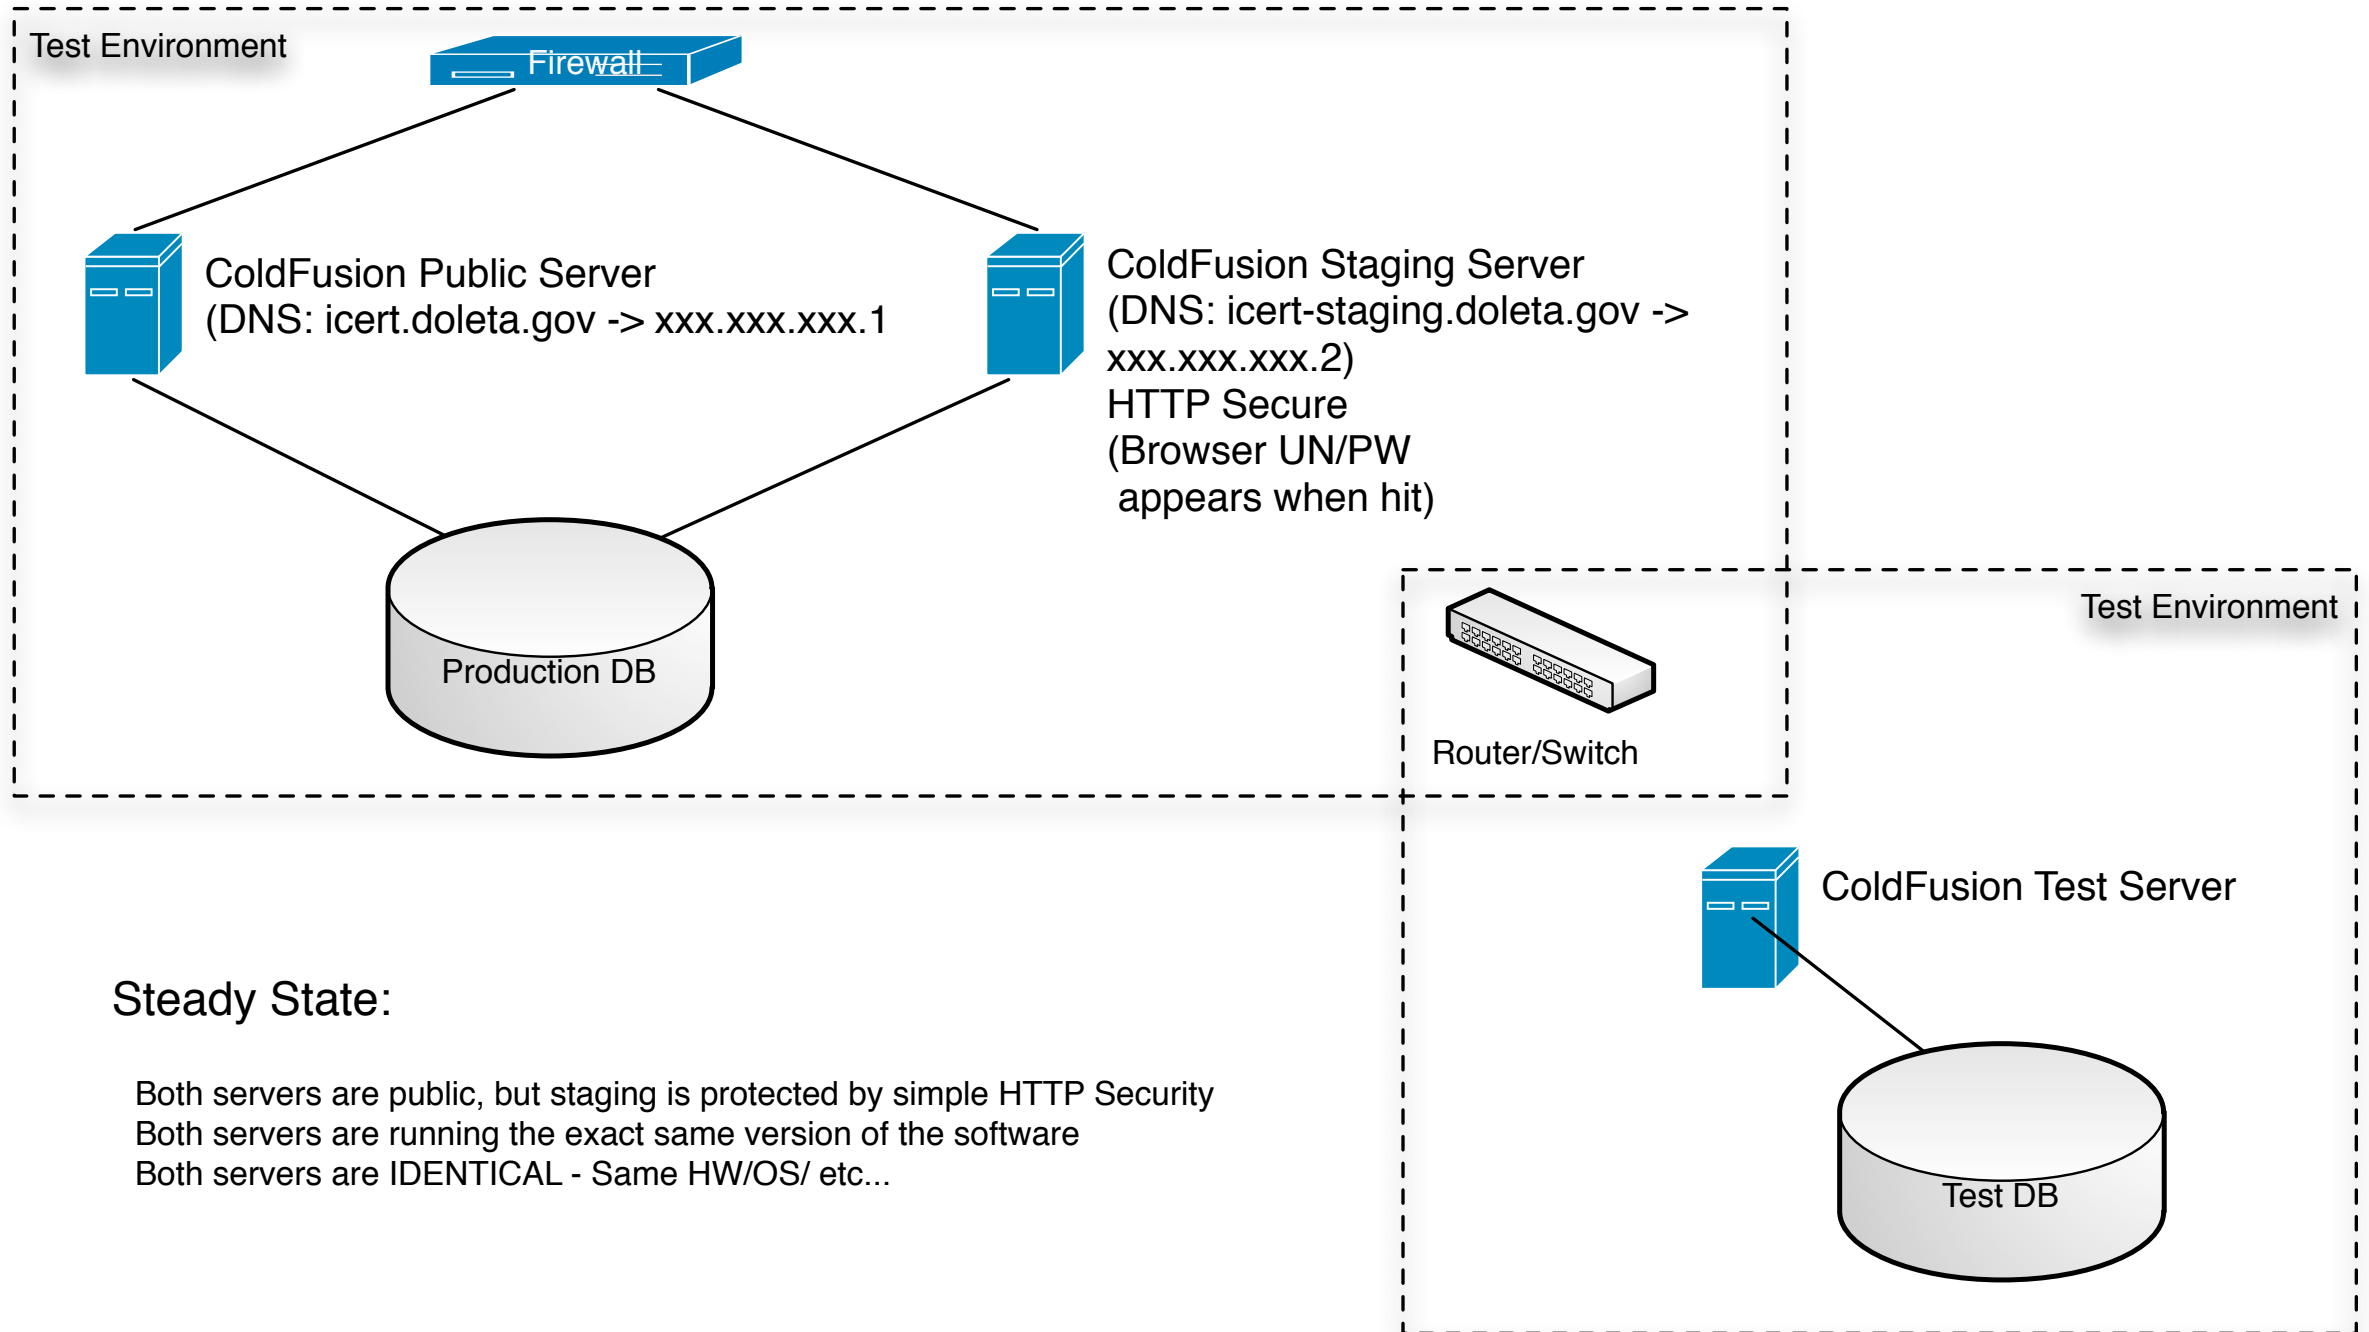 Test Environment
Firewall
ColdFusion Public Server
(DNS: icert.doleta.gov -> xxx.xxx.xxx.1
ColdFusion Staging Server
(DNS: icert-staging.doleta.gov ->
xxx.xxx.xxx.2)
HTTP Secure
(Browser UN/PW
appears when hit)
Production DB
Test Environment
Router/Switch
ColdFusion Test Server
Test DB
Steady State:
Both servers are public, but staging is protected by simple HTTP Security
Both servers are running the exact same version of the software
Both servers are IDENTICAL - Same HW/OS/ etc...